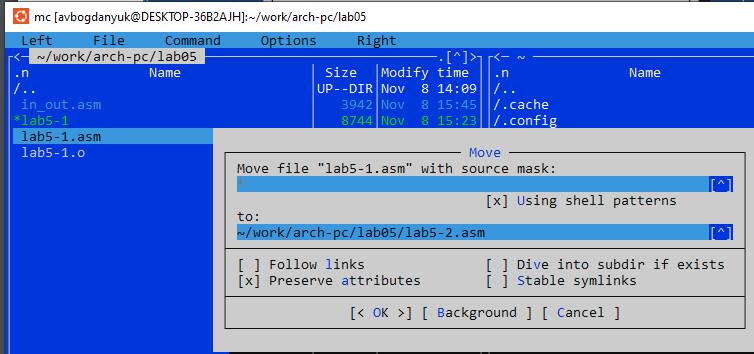 mc [avbogdanyuk@DESKTOP-36B2AJH]:~/work/arch-pc/lab05
Left File Command Options Right
<─ ~/work/arch-pc/lab05 .[^]> <─ ~
.n Name Size Modify time .n Name
/.. UP--DIR Nov 8 14:09 /..
in_out.asm 3942 Nov 8 15:45 /.cache
*lab5-1 8744 Nov 8 15:23 /.config
lab5-1.asm
lab5-1.o
Move
Move file "lab5-1.asm" with source mask:
* [^]
[x] Using shell patterns
to:
~/work/arch-pc/lab05/lab5-2.asm [^]
[ ] Follow links [ ] Dive into subdir if exists
[x] Preserve attributes [ ] Stable symlinks
[< OK >] [ Background ] [ Cancel ]